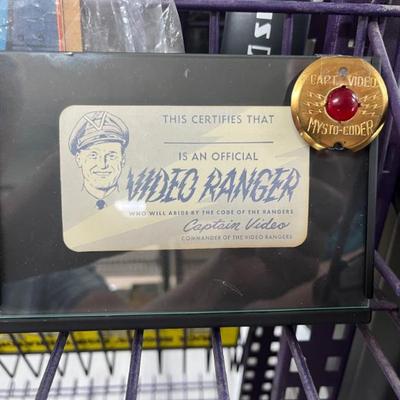 THIS CERTIFIES THAT
IS AN OFFICIAL
VIDEO RANGER
WHO WILL ABIDE BY THE CODE OF THE RANGERS
Captain Video
COMMANDER OF THE VIDEO RANGERS
CAPT. VIDEO
MYSTO-CODER